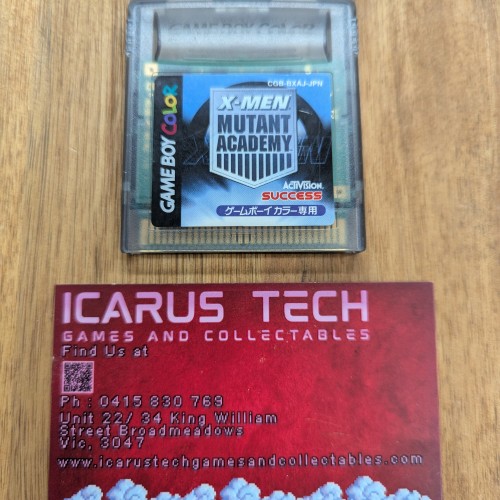 GAME BOY COLOR
CGB-BXAJ-JPN
GAME BOY COLOR
X-MEN
MUTANT
ACADEMY
ACTIVISION
SUCCESS
ゲームボーイ カラー専用
ICARUS TECH
GAMES AND COLLECTABLES
Find Us at
Ph : 0415 830 769
Unit 22/ 34 King William
Street Broadmeadows
Vic, 3047
www.icarustechgamesandcollectables.com